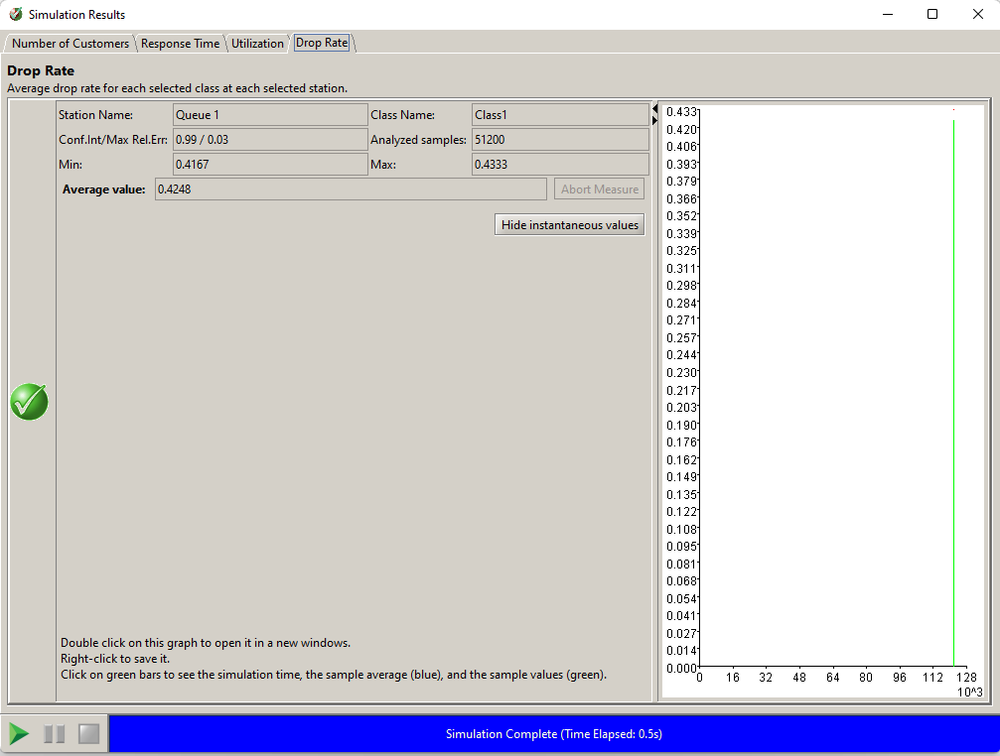 Simulation Results
Number of Customers Response Time Utilization Drop Rate
Drop Rate
Average drop rate for each selected class at each selected station.
Station Name: Queue 1 Class Name: Class1
Conf.Int/Max Rel.Err: 0.99 / 0.03 Analyzed samples: 51200
Min: 0.4167 Max: 0.4333
Average value: 0.4248 Abort Measure
Hide instantaneous values
Double click on this graph to open it in a new windows.
Right-click to save it.
Click on green bars to see the simulation time, the sample average (blue), and the sample values (green).
0.433
0.420
0.406
0.393
0.379
0.366
0.352
0.339
0.325
0.311
0.298
0.284
0.271
0.257
0.244
0.230
0.217
0.203
0.190
0.176
0.162
0.149
0.135
0.122
0.108
0.095
0.081
0.068
0.054
0.041
0.027
0.014
0.000
0 16 32 48 64 80 96 112 128
10^3
Simulation Complete (Time Elapsed: 0.5s)